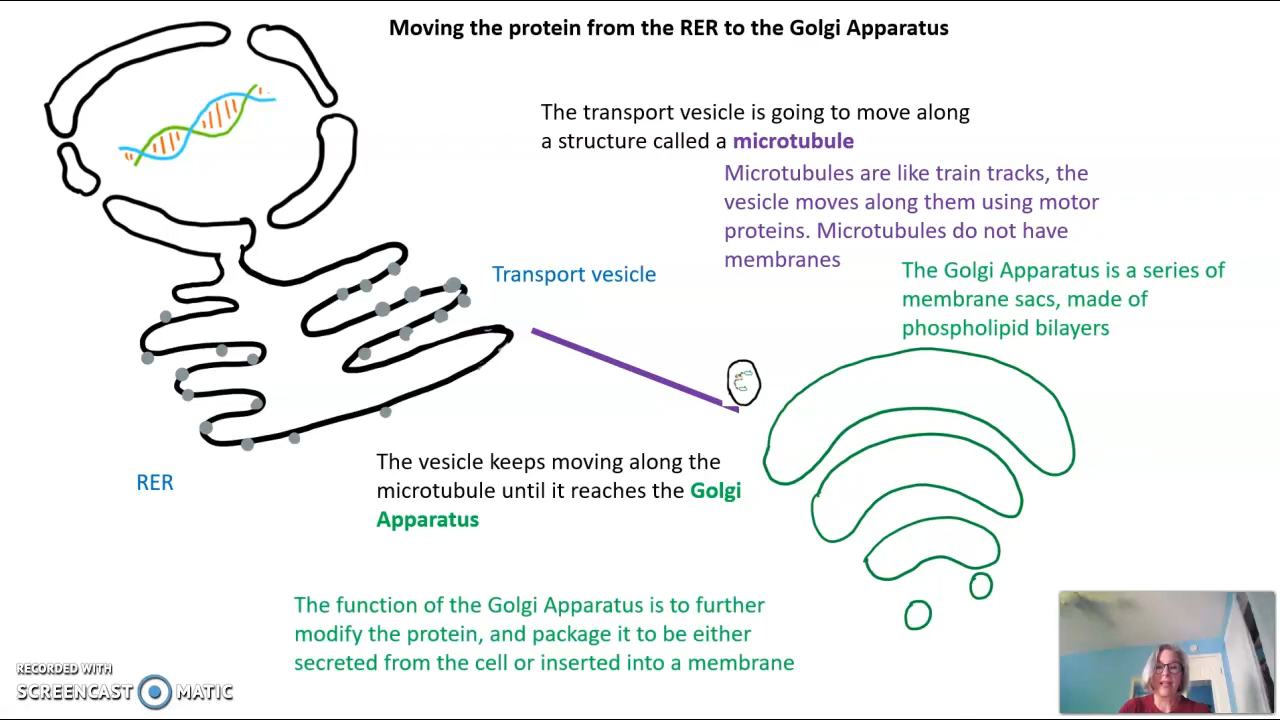 Moving the protein from the RER to the Golgi Apparatus
The transport vesicle is going to move along
a structure called a microtubule
Microtubules are like train tracks, the
vesicle moves along them using motor
proteins. Microtubules do not have
membranes
Transport vesicle
The Golgi Apparatus is a series of
membrane sacs, made of
phospholipid bilayers
RER
The vesicle keeps moving along the
microtubule until it reaches the Golgi
Apparatus
The function of the Golgi Apparatus is to further
modify the protein, and package it to be either
secreted from the cell or inserted into a membrane
RECORDED WITH
SCREENCAST MATIC